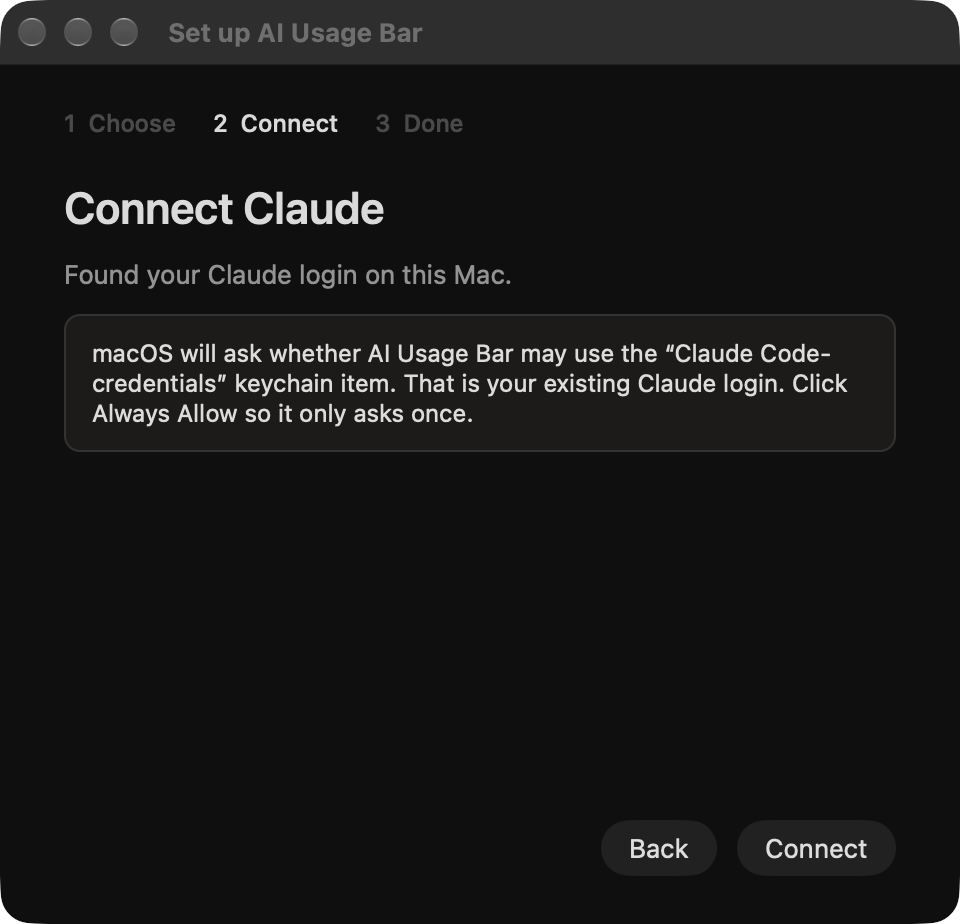 Set up AI Usage Bar
1 Choose 2 Connect 3 Done
Connect Claude
Found your Claude login on this Mac.
macOS will ask whether AI Usage Bar may use the “Claude Code-
credentials” keychain item. That is your existing Claude login. Click
Always Allow so it only asks once.
Back Connect